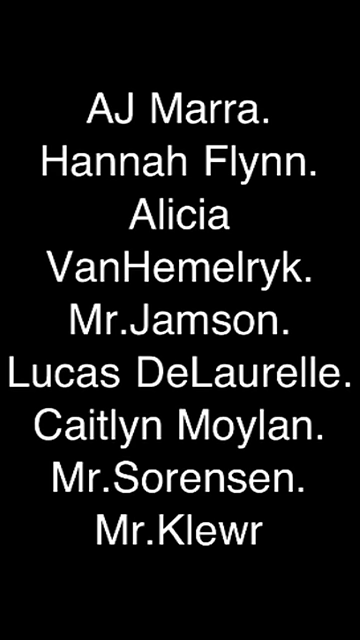 AJ Marra.
Hannah Flynn.
Alicia
VanHemelryk.
Mr.Jamson.
Lucas DeLaurelle.
Caitlyn Moylan.
Mr.Sorensen.
Mr.Klewr